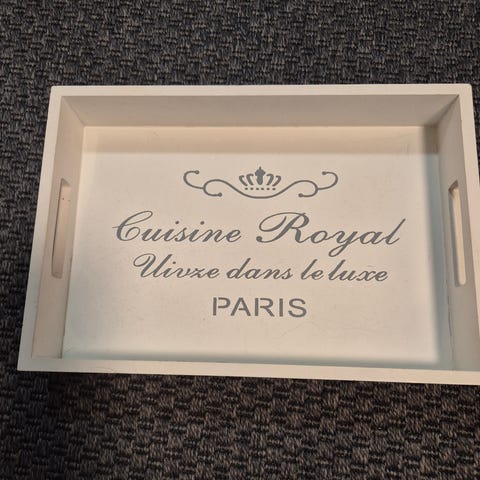 Cuisine Royal
Uivze dans le luxe
PARIS